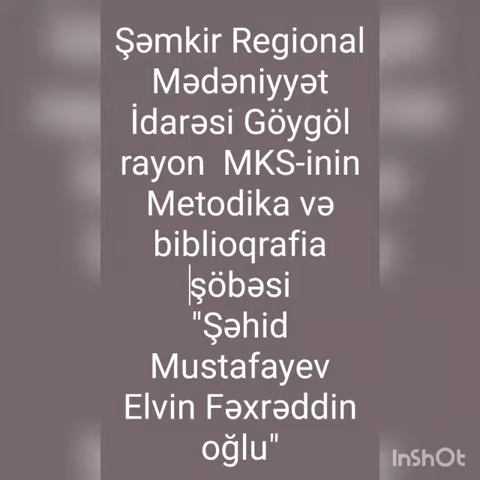 Şəmkir Regional
Mədəniyyət
İdarəsi Göygöl
rayon MKS-inin
Metodika və
biblioqrafia
şöbəsi
"Şəhid
Mustafayev
Elvin Fəxrəddin
oğlu"
InShOt